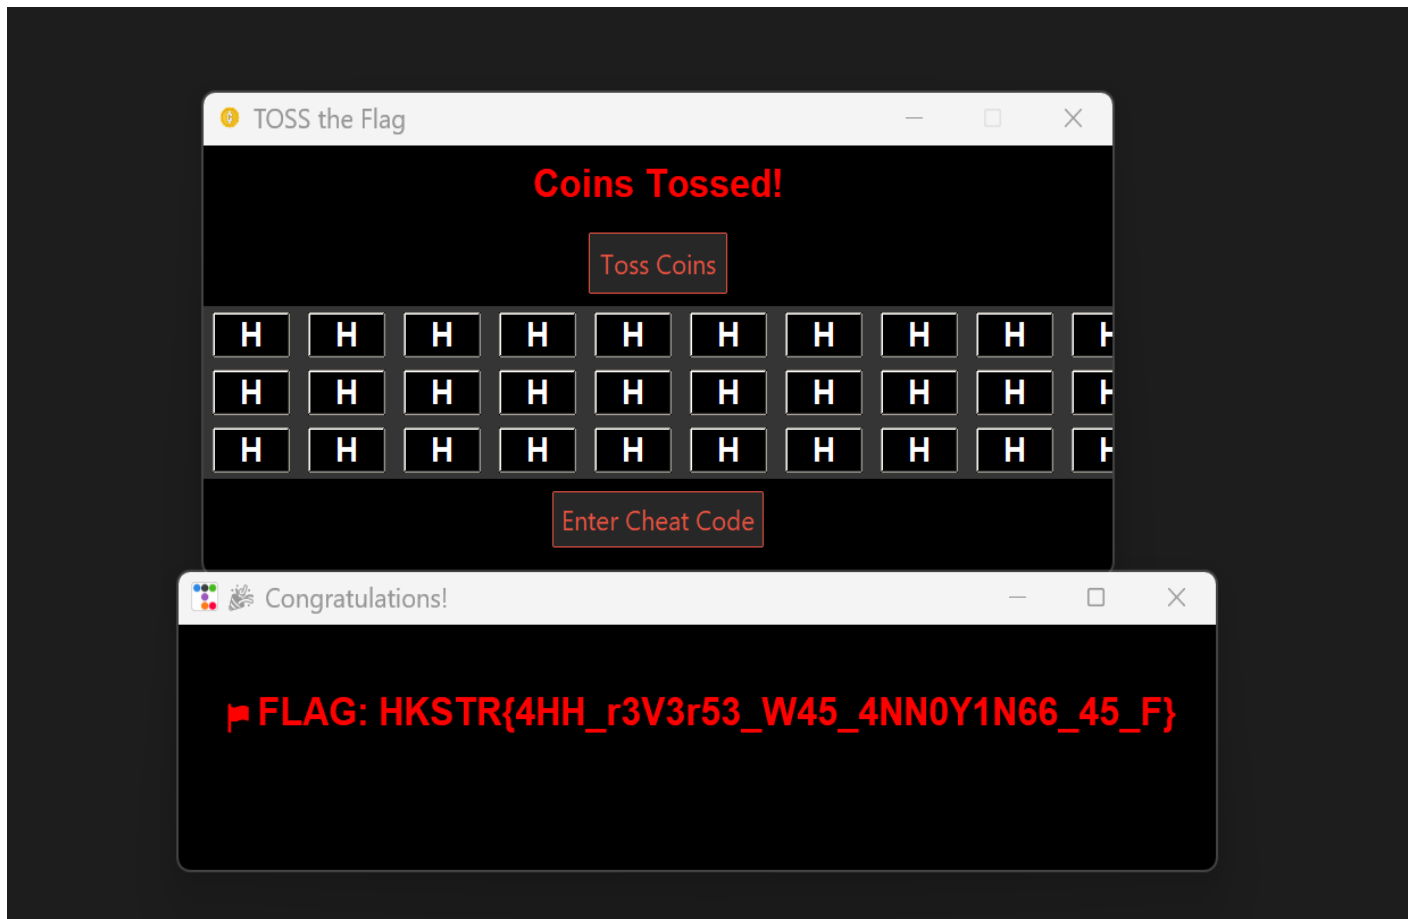 TOSS the Flag
Coins Tossed!
Toss Coins
H H H H H H H H H H
H H H H H H H H H H
H H H H H H H H H H
Enter Cheat Code
Congratulations!
FLAG: HKSTR{4HH_r3V3r53_W45_4NN0Y1N66_45_F}